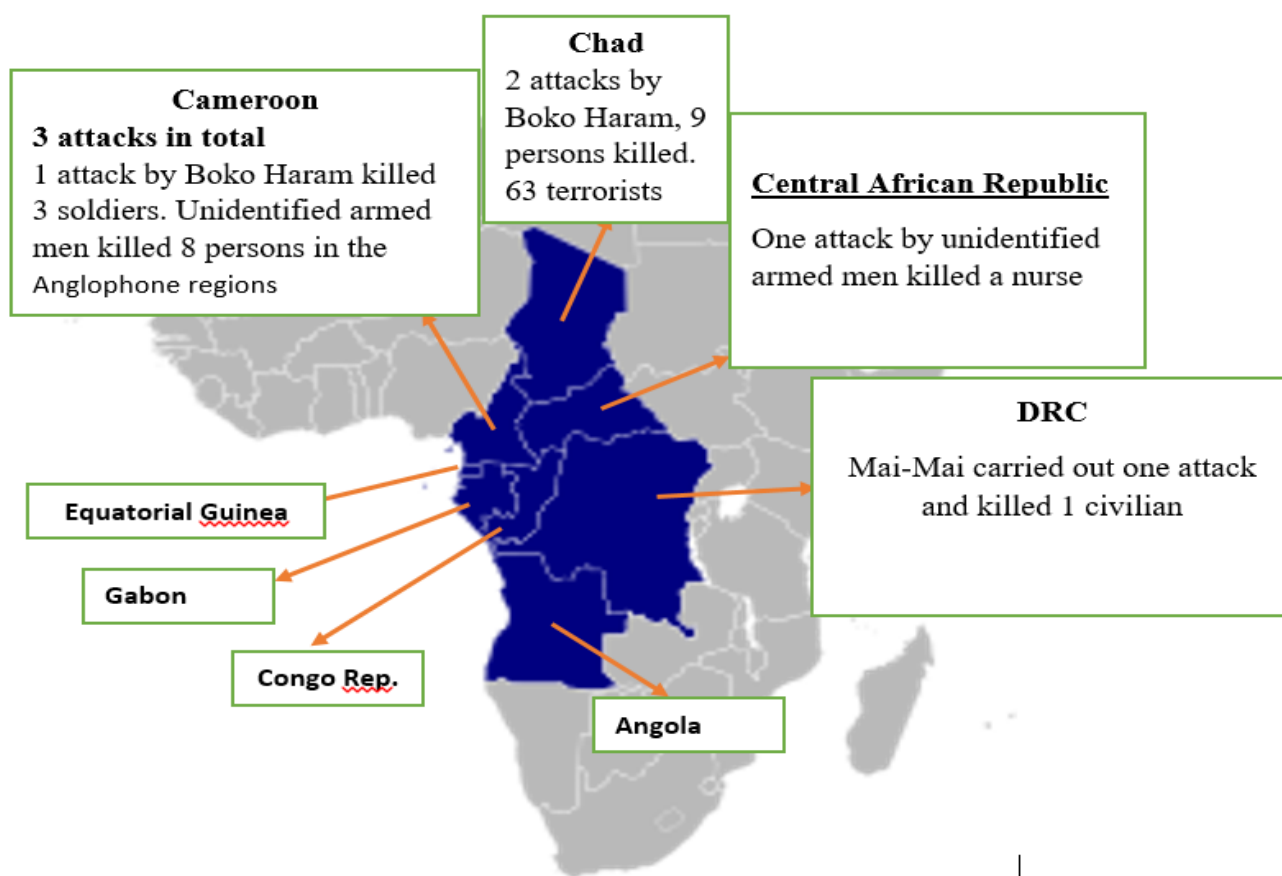 Chad
2 attacks by
Boko Haram, 9
persons killed.
63 terrorists
Cameroon
3 attacks in total
1 attack by Boko Haram killed
3 soldiers. Unidentified armed
men killed 8 persons in the
Anglophone regions
Central African Republic
One attack by unidentified
armed men killed a nurse
DRC
Mai-Mai carried out one attack
and killed 1 civilian
Equatorial Guinea
Gabon
Congo Rep.
Angola